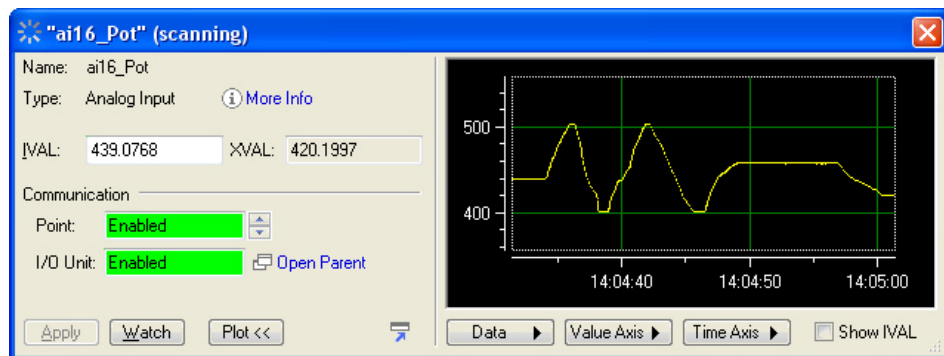 "ai16_Pot" (scanning)
Name: ai16_Pot
Type: Analog Input More Info
IVAL: 439.0768 XVAL: 420.1997
Communication
Point: Enabled
I/O Unit: Enabled Open Parent
Apply Watch Plot <<
500
400
14:04:40 14:04:50 14:05:00
Data Value Axis Time Axis Show IVAL